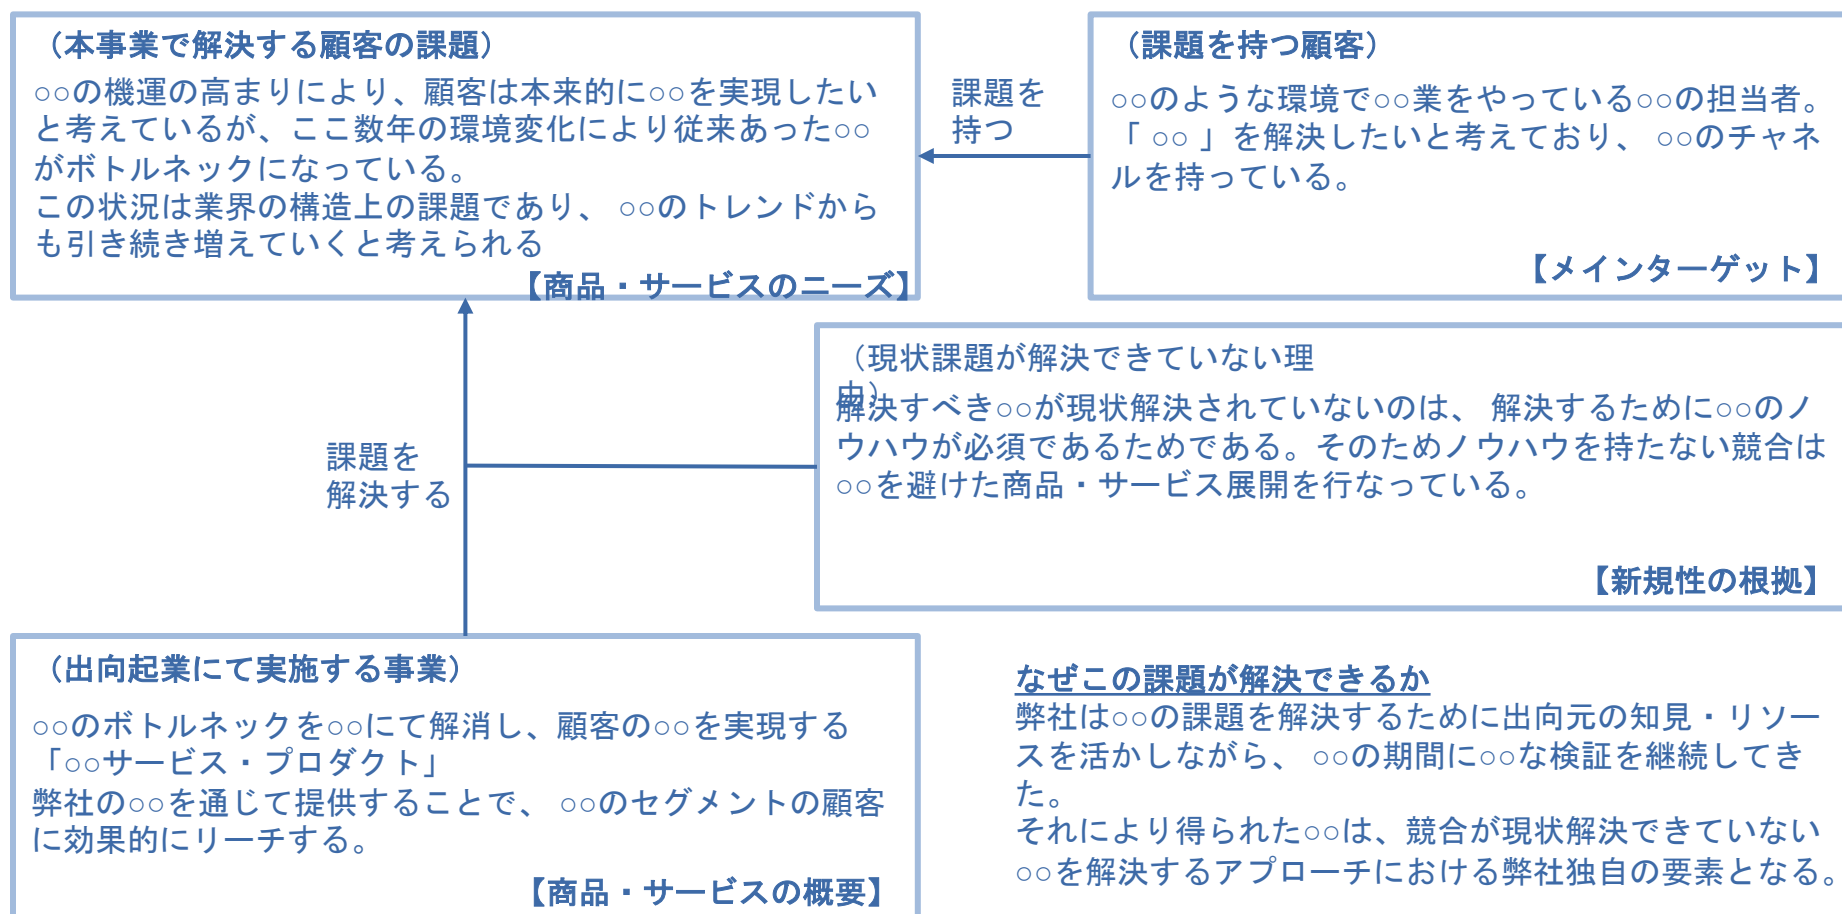 （本事業で解決する顧客の課題）
○○の機運の高まりにより、顧客は本来的に○○を実現したい
と考えているが、ここ数年の環境変化により従来あった○○
がボトルネックになっている。
この状況は業界の構造上の課題であり、 ○○のトレンドから
も引き続き増えていくと考えられる
【商品・サービスのニーズ】
課題を
持つ
（課題を持つ顧客）
○○のような環境で○○業をやっている○○の担当者。
「 ○○ 」を解決したいと考えており、 ○○のチャネ
ルを持っている。
【メインターゲット】
（現状課題が解決できていない理
由）
解決すべき○○が現状解決されていないのは、 解決するために○○のノ
ウハウが必須であるためである。そのためノウハウを持たない競合は
○○を避けた商品・サービス展開を行なっている。
【新規性の根拠】
課題を
解決する
（出向起業にて実施する事業）
○○のボトルネックを○○にて解消し、顧客の○○を実現する
「○○サービス・プロダクト」
弊社の○○を通じて提供することで、 ○○のセグメントの顧客
に効果的にリーチする。
【商品・サービスの概要】
なぜこの課題が解決できるか
弊社は○○の課題を解決するために出向元の知見・リソー
スを活かしながら、 ○○の期間に○○な検証を継続してき
た。
それにより得られた○○は、競合が現状解決できていない
○○を解決するアプローチにおける弊社独自の要素となる。